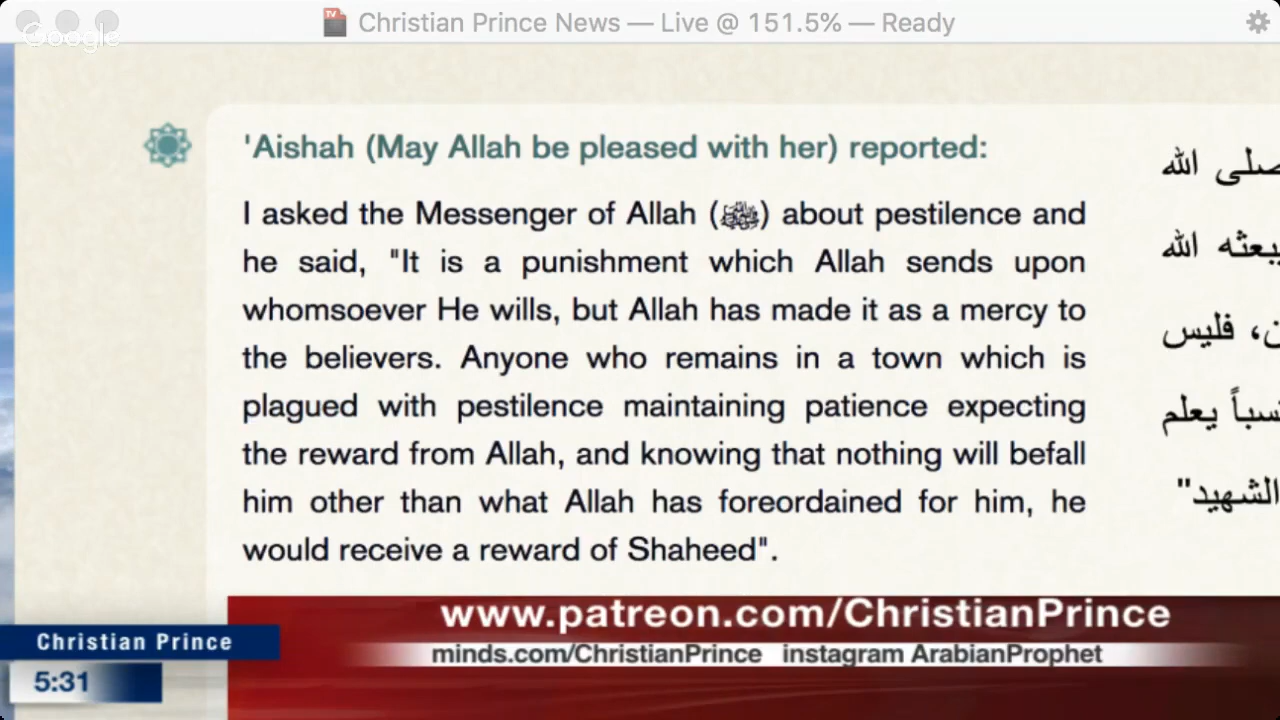 Christian Prince News — Live @ 151.5% — Ready
Google
'Aishah (May Allah be pleased with her) reported:
I asked the Messenger of Allah (ﷺ) about pestilence and
he said, "It is a punishment which Allah sends upon
whomsoever He wills, but Allah has made it as a mercy to
the believers. Anyone who remains in a town which is
plagued with pestilence maintaining patience expecting
the reward from Allah, and knowing that nothing will befall
him other than what Allah has foreordained for him, he
would receive a reward of Shaheed".
صلى الله
يبعثه الله
فليس
يعلم
الشهيد"
www.patreon.com/ChristianPrince
minds.com/ChristianPrince instagram ArabianProphet
Christian Prince
5:31